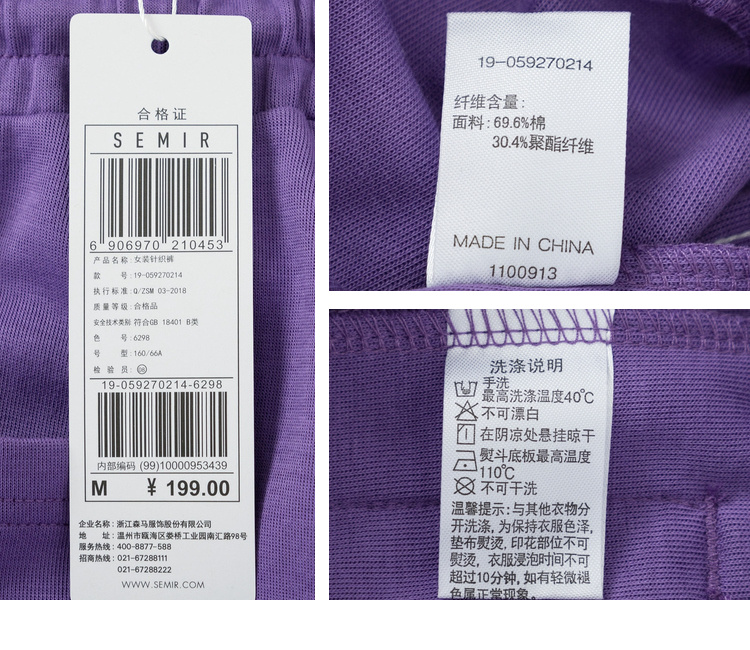 合格证
SEMIR
6 906970 210453
产品名称:女装针织裤
款 号:19-059270214
执行标准:Q/ZSM 03-2018
质量等级:合格品
安全技术类别:符合GB 18401 B类
色 号:6298
号 型:160/66A
检 验 员:
19-059270214-6298
内部编码 (99)10000953439
M ¥ 199.00
企业名称:浙江森马服饰股份有限公司
地 址:温州市瓯海区娄桥工业园南汇路98号
服务热线:400-8877-588
招商热线:021-67288111
021-67288222
WWW.SEMIR.COM
19-059270214
纤维含量:
面料:69.6%棉
30.4%聚酯纤维
MADE IN CHINA
1100913
洗涤说明
手洗
最高洗涤温度40℃
不可漂白
在阴凉处悬挂晾干
熨斗底板最高温度
110℃
不可干洗
温馨提示:与其他衣物分
开洗涤,为保持衣服色泽,
垫布熨烫,印花部位不可
熨烫,衣服浸泡时间不可
超过10分钟,如有轻微褪
色属正常现象。